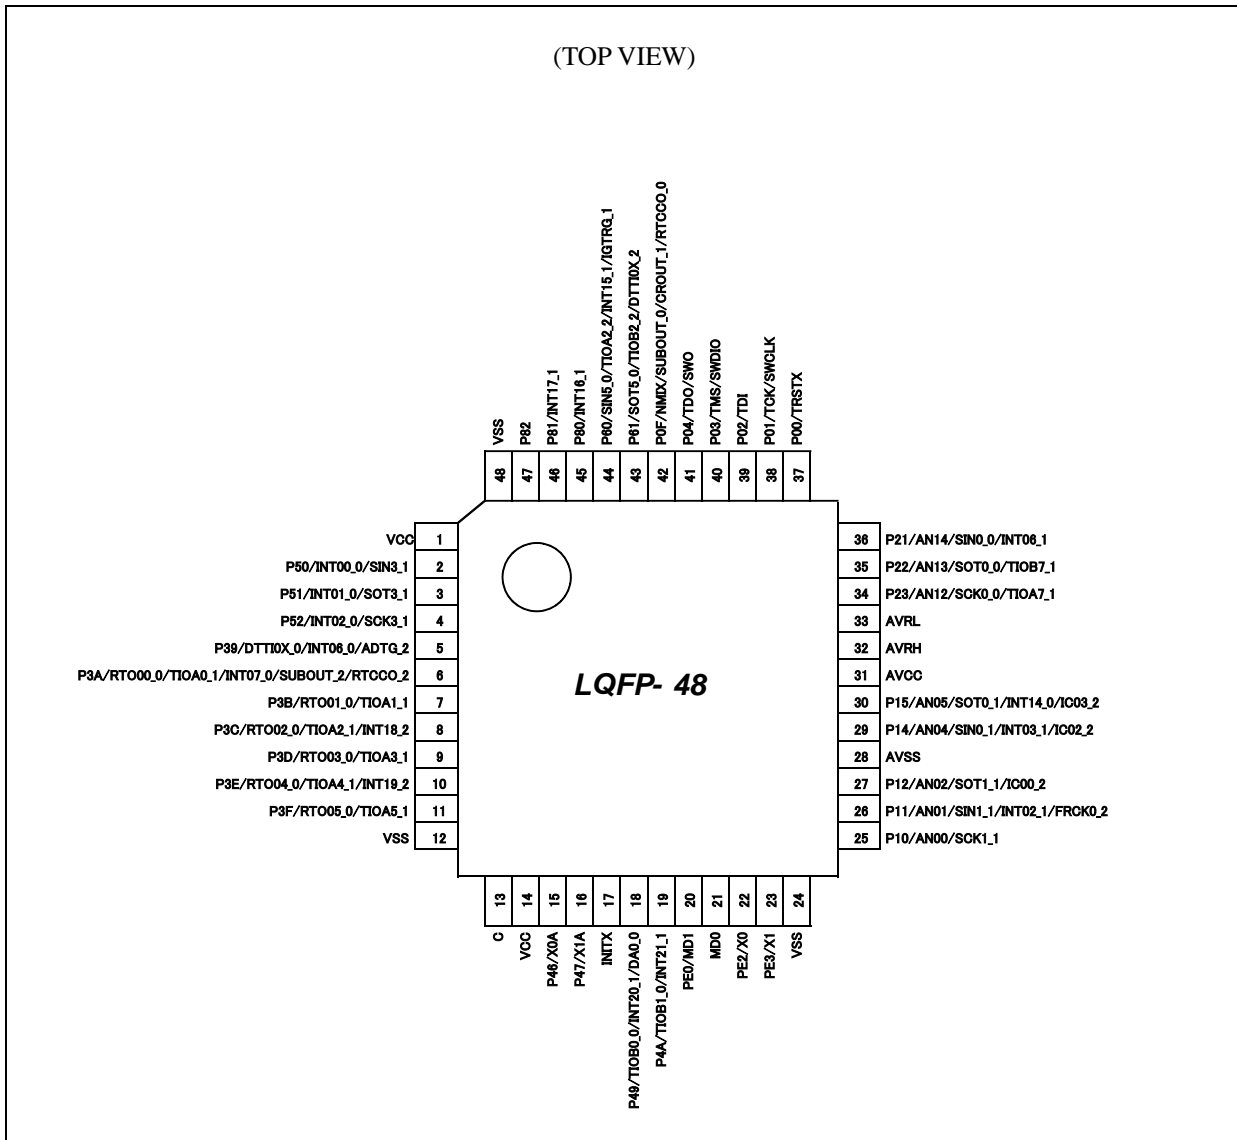 (TOP VIEW)
VSS
P82
P81/INT17_1
P80/INT16_1
P60/SIN5_0/TIOA2_2/INT15_1/IGTRG_1
P61/SOT5_0/TIOB2_2/DTTI0X_2
P0F/NMIX/SUBOUT_0/CROUT_1/RTCCO_0
P04/TDO/SWO
P03/TMS/SWDIO
P02/TDI
P01/TCK/SWCLK
P00/TRSTX
48 47 46 45 44 43 42 41 40 39 38 37
VCC 1
P50/INT00_0/SIN3_1 2
P51/INT01_0/SOT3_1 3
P52/INT02_0/SCK3_1 4
P39/DTTI0X_0/INT06_0/ADTG_2 5
P3A/RTO00_0/TIOA0_1/INT07_0/SUBOUT_2/RTCCO_2 6
P3B/RTO01_0/TIOA1_1 7
P3C/RTO02_0/TIOA2_1/INT18_2 8
P3D/RTO03_0/TIOA3_1 9
P3E/RTO04_0/TIOA4_1/INT19_2 10
P3F/RTO05_0/TIOA5_1 11
VSS 12
LQFP- 48
36 P21/AN14/SIN0_0/INT06_1
35 P22/AN13/SOT0_0/TIOB7_1
34 P23/AN12/SCK0_0/TIOA7_1
33 AVRL
32 AVRH
31 AVCC
30 P15/AN05/SOT0_1/INT14_0/IC03_2
29 P14/AN04/SIN0_1/INT03_1/IC02_2
28 AVSS
27 P12/AN02/SOT1_1/IC00_2
26 P11/AN01/SIN1_1/INT02_1/FRCK0_2
25 P10/AN00/SCK1_1
13 14 15 16 17 18 19 20 21 22 23 24
C
VCC
P46/X0A
P47/X1A
INITX
P49/TIOB0_0/INT20_1/DA0_0
P4A/TIOB1_0/INT21_1
PE0/MD1
MD0
PE2/X0
PE3/X1
VSS